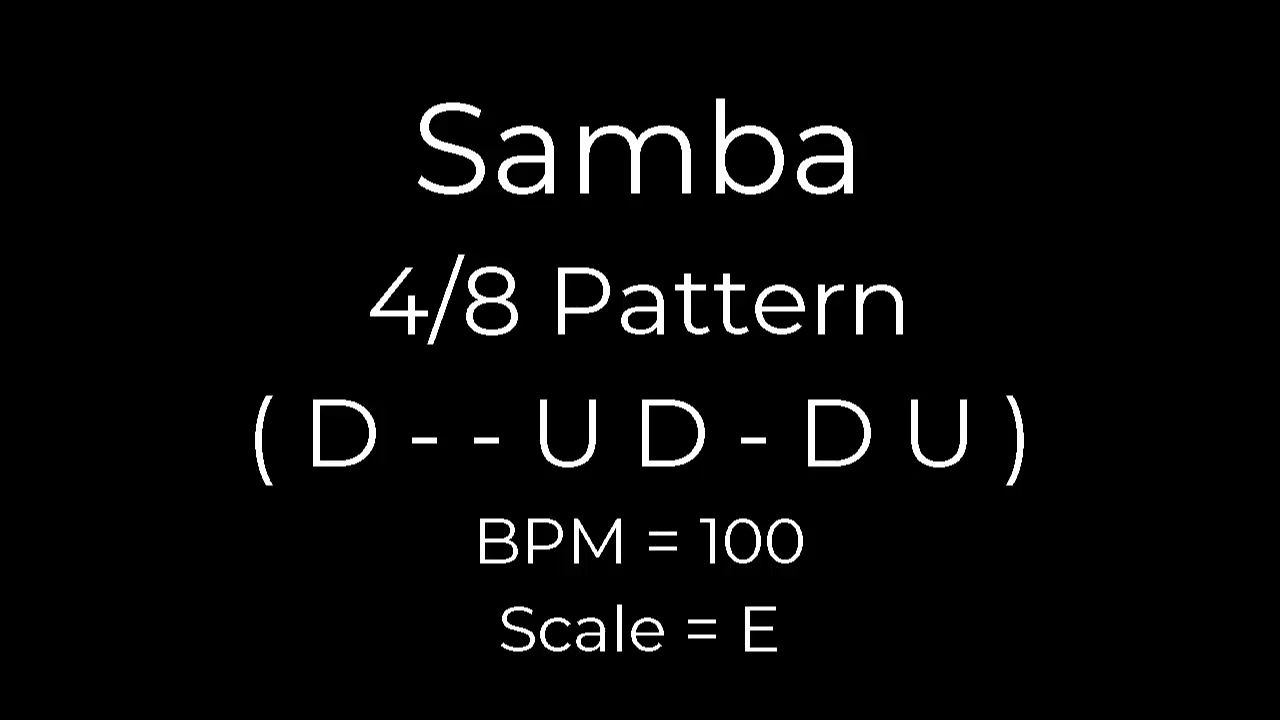 Samba
4/8 Pattern
( D - - U D - D U )
BPM = 100
Scale = E